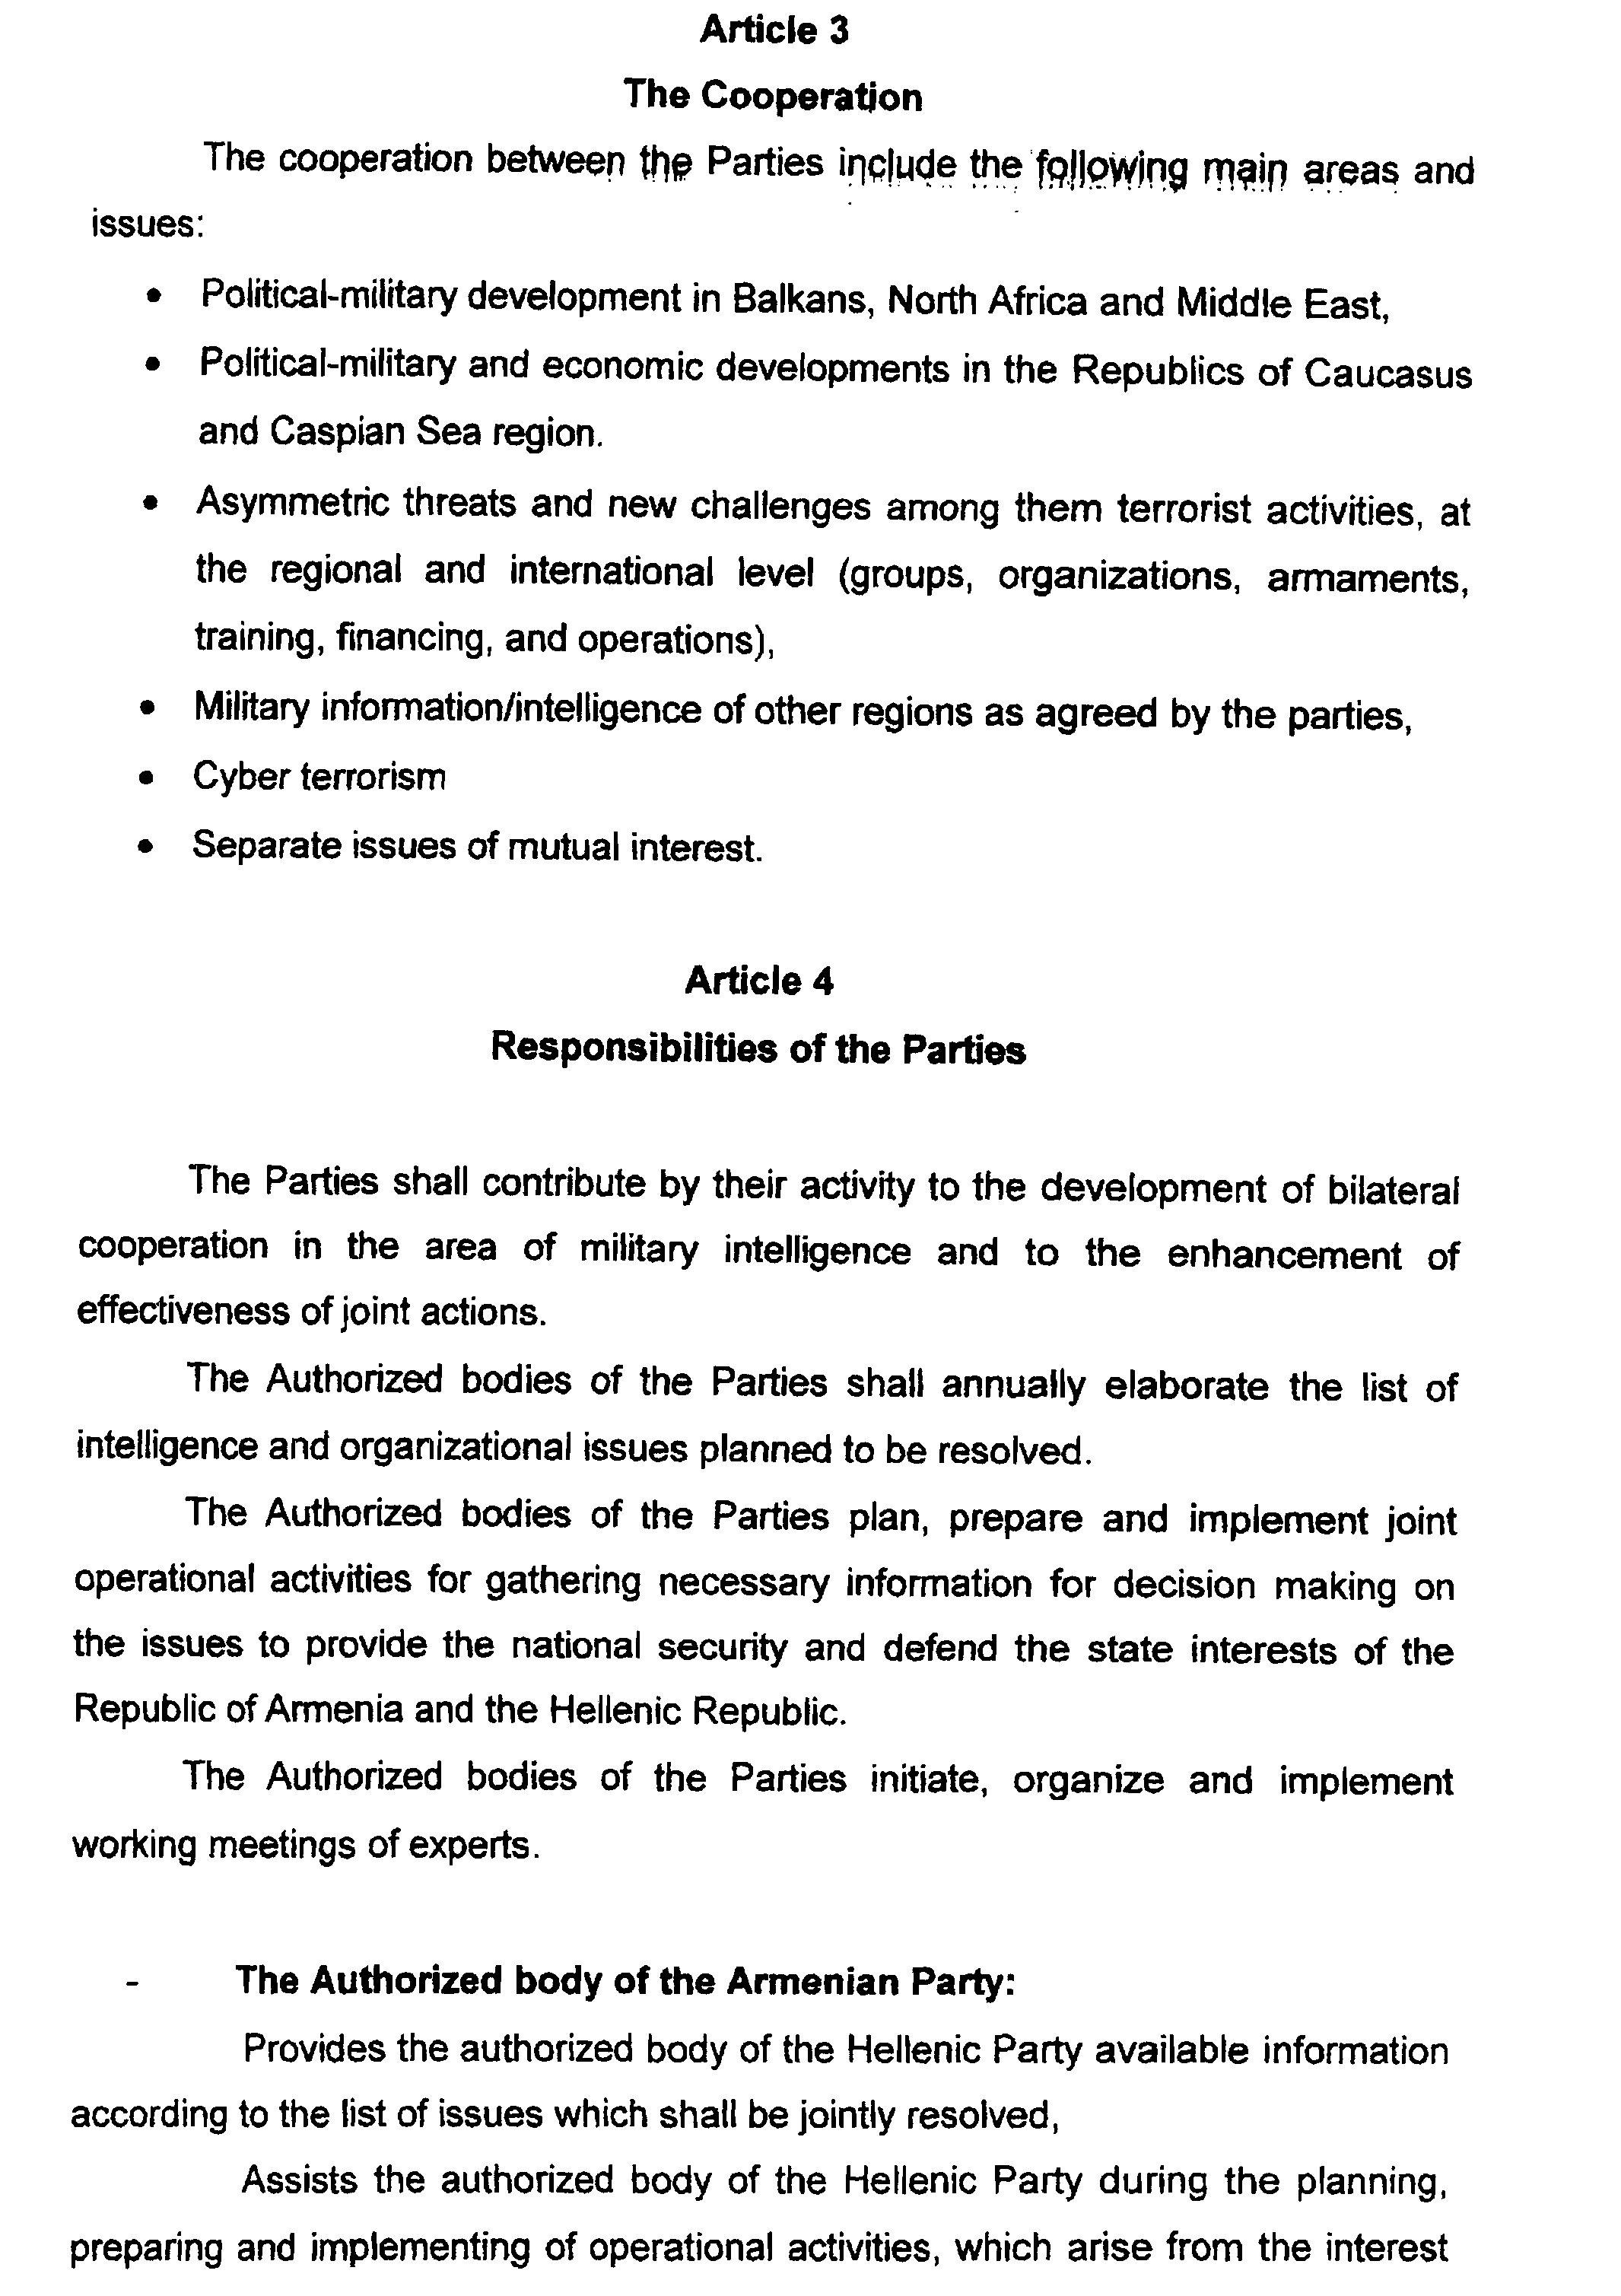 Article 3
The Cooperation
The cooperation between the Parties include the following main areas and
issues:
• Political-military development in Balkans, North Africa and Middle East,
• Political-military and economic developments in the Republics of Caucasus
and Caspian Sea region.
• Asymmetric threats and new challenges among them terrorist activities, at
the regional and international level (groups, organizations, armaments,
training, financing, and operations),
• Military information/intelligence of other regions as agreed by the parties,
• Cyber terrorism
• Separate issues of mutual interest.
Article 4
Responsibilities of the Parties
The Parties shall contribute by their activity to the development of bilateral
cooperation in the area of military intelligence and to the enhancement of
effectiveness of joint actions.
The Authorized bodies of the Parties shall annually elaborate the list of
intelligence and organizational issues planned to be resolved.
The Authorized bodies of the Parties plan, prepare and implement joint
operational activities for gathering necessary information for decision making on
the issues to provide the national security and defend the state interests of the
Republic of Armenia and the Hellenic Republic.
The Authorized bodies of the Parties initiate, organize and implement
working meetings of experts.
- The Authorized body of the Armenian Party:
Provides the authorized body of the Hellenic Party available information
according to the list of issues which shall be jointly resolved,
Assists the authorized body of the Hellenic Party during the planning,
preparing and implementing of operational activities, which arise from the interest